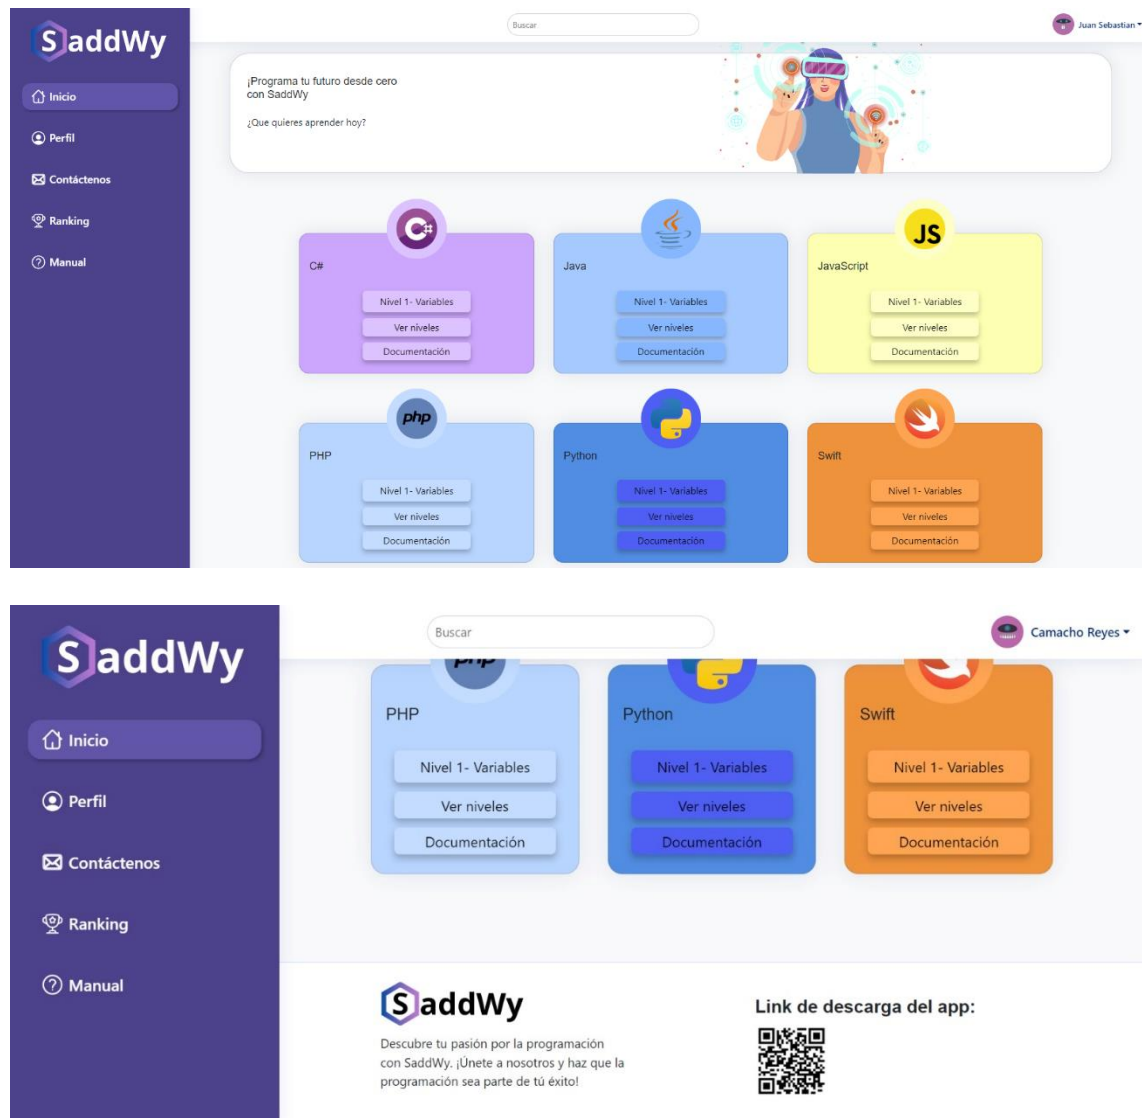 SaddWy
Buscar
Juan Sebastian
Inicio
Perfil
Contáctenos
Ranking
Manual
¡Programa tu futuro desde cero
con SaddWy
¿Que quieres aprender hoy?
C#
C#
Nivel 1- Variables
Ver niveles
Documentación
Java
Nivel 1- Variables
Ver niveles
Documentación
JS
JavaScript
Nivel 1- Variables
Ver niveles
Documentación
php
PHP
Nivel 1- Variables
Ver niveles
Documentación
Python
Nivel 1- Variables
Ver niveles
Documentación
Swift
Nivel 1- Variables
Ver niveles
Documentación
SaddWy
Buscar
Camacho Reyes
Inicio
Perfil
Contáctenos
Ranking
Manual
php
PHP
Nivel 1- Variables
Ver niveles
Documentación
Python
Nivel 1- Variables
Ver niveles
Documentación
Swift
Nivel 1- Variables
Ver niveles
Documentación
SaddWy
Descubre tu pasión por la programación
con SaddWy. ¡Únete a nosotros y haz que la
programación sea parte de tú éxito!
Link de descarga del app: